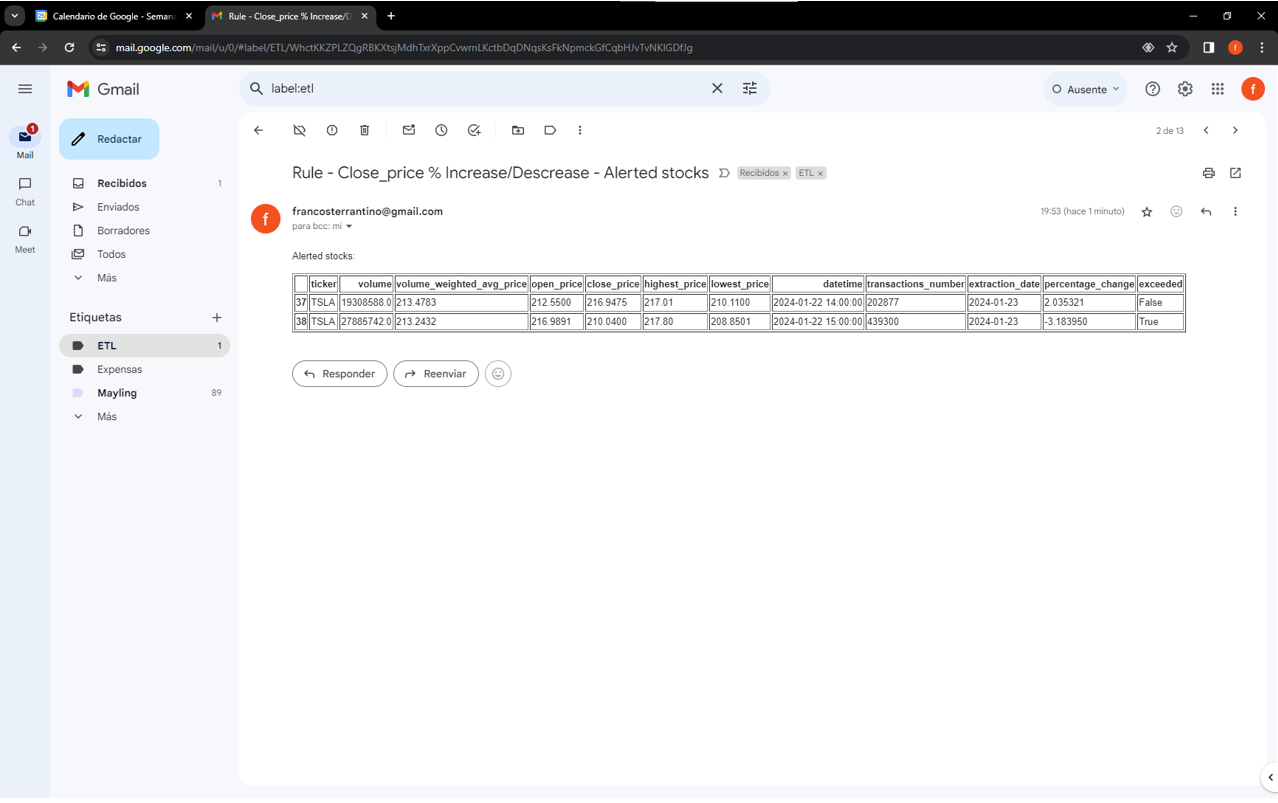 Calendario de Google - Semana
Rule - Close_price % Increase/D
mail.google.com/mail/u/0/#label/ETL/WhctKKZPLZQgRBKXtsjMdhTxrXppCvwrnLKctbDqDNqsKsFkNpmckGfCqbHJvTvNKlGDfJg
f
Gmail
label:etl
Ausente
f
1
Mail
Chat
Meet
Redactar
Recibidos 1
Enviados
Borradores
Todos
Más
Etiquetas
ETL 1
Expensas
Mayling 89
Más
2 de 13
Rule - Close_price % Increase/Descrease - Alerted stocks Recibidos x ETL x
f
francosterrantino@gmail.com 19:53 (hace 1 minuto)
para bcc: mí
Alerted stocks:
ticker volume volume_weighted_avg_price open_price close_price highest_price lowest_price datetime transactions_number extraction_date percentage_change exceeded
37 TSLA 19308588.0 213.4783 212.5500 216.9475 217.01 210.1100 2024-01-22 14:00:00 202877 2024-01-23 2.035321 False
38 TSLA 27885742.0 213.2432 216.9891 210.0400 217.80 208.8501 2024-01-22 15:00:00 439300 2024-01-23 -3.183950 True
Responder Reenviar